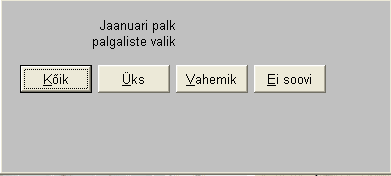 Jaanuari palk
palgaliste valik
Kõik Üks Vahemik Ei soovi